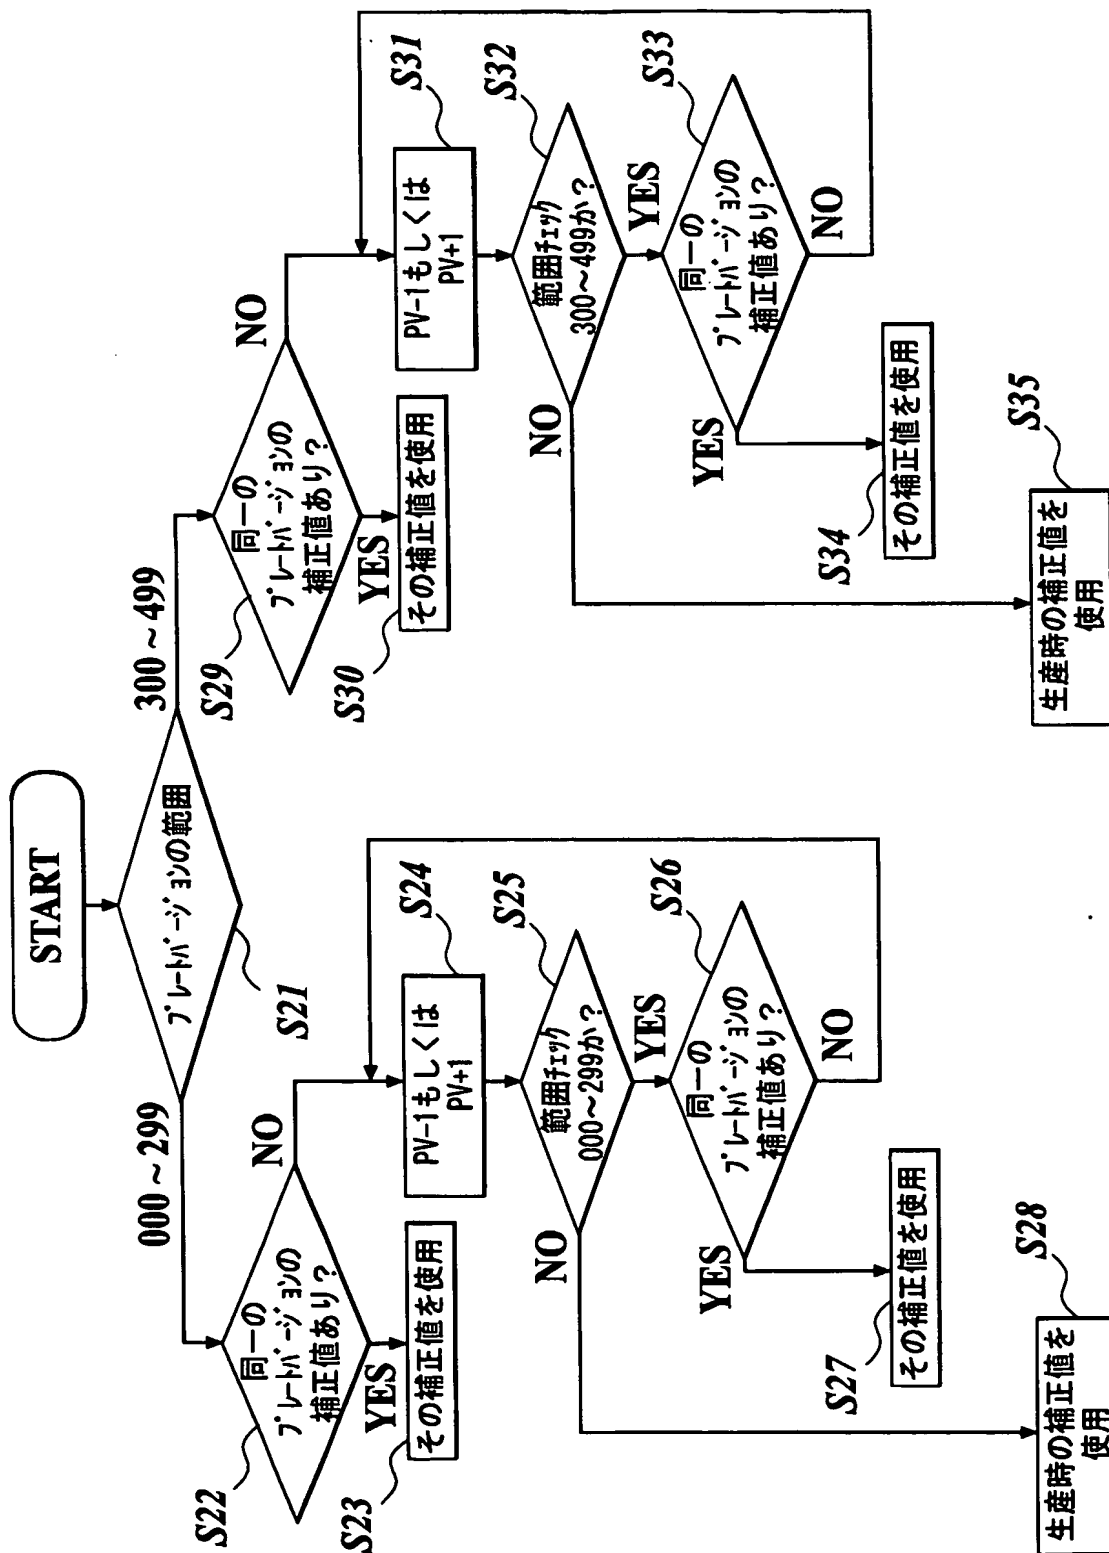 START
プレートバージョンの範囲
S21
000～299
300～499
同一の
プレートバージョンの
補正値あり？
S22
NO
YES
その補正値を使用
S23
PV-1もしくは
PV+1
S24
範囲チェック
000～299か？
S25
NO
YES
同一の
プレートバージョンの
補正値あり？
S26
YES
NO
その補正値を使用
S27
生産時の補正値を
使用
S28
同一の
プレートバージョンの
補正値あり？
S29
NO
YES
その補正値を使用
S30
PV-1もしくは
PV+1
S31
範囲チェック
300～499か？
S32
NO
YES
同一の
プレートバージョンの
補正値あり？
S33
YES
NO
その補正値を使用
S34
生産時の補正値を
使用
S35